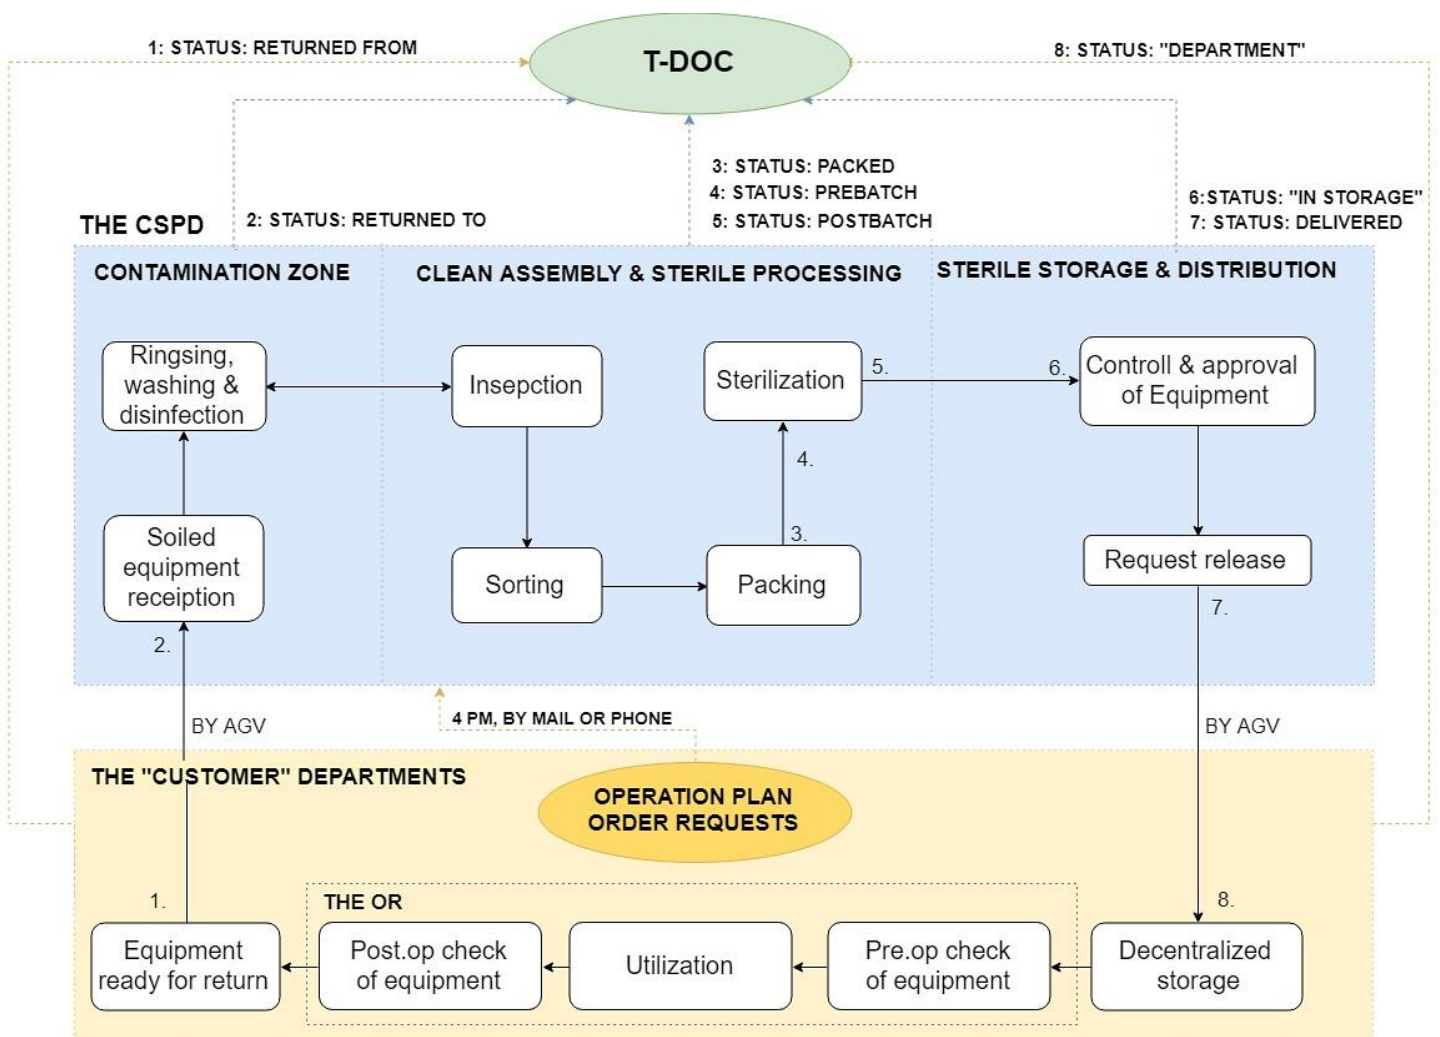 1: STATUS: RETURNED FROM
T-DOC
8: STATUS: "DEPARTMENT"
3: STATUS: PACKED
4: STATUS: PREBATCH
5: STATUS: POSTBATCH
6:STATUS: "IN STORAGE"
7: STATUS: DELIVERED
2: STATUS: RETURNED TO
THE CSPD
CONTAMINATION ZONE
CLEAN ASSEMBLY & STERILE PROCESSING
STERILE STORAGE & DISTRIBUTION
Ringsing,
washing &
disinfection
Insepction
Sterilization
5.
6.
Controll & approval
of Equipment
4.
3.
Soiled
equipment
receiption
Sorting
Packing
Request release
2.
7.
BY AGV
4 PM, BY MAIL OR PHONE
BY AGV
THE "CUSTOMER" DEPARTMENTS
OPERATION PLAN
ORDER REQUESTS
1.
THE OR
8.
Equipment
ready for return
Post.op check
of equipment
Utilization
Pre.op check
of equipment
Decentralized
storage